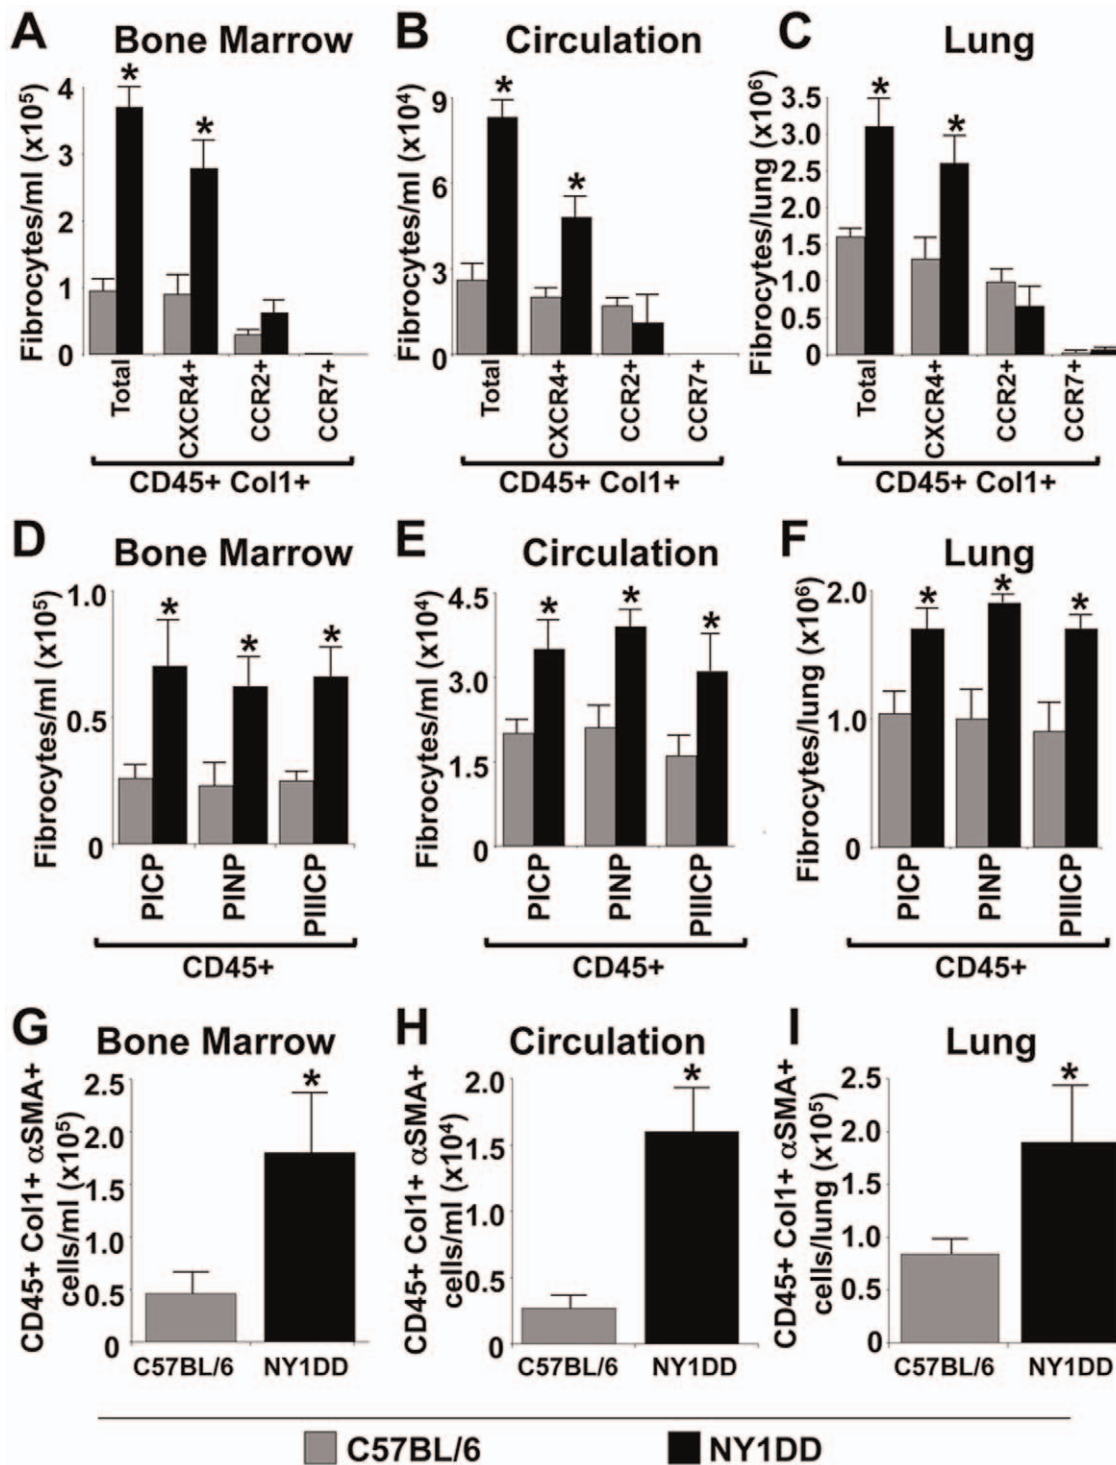 A Bone Marrow
Fibrocytes/ml (x10⁵)
4
3
2
1
0
*
*
Total
CXCR4+
CCR2+
CCR7+
CD45+ Col1+
B Circulation
Fibrocytes/ml (x10⁴)
9
6
3
0
*
*
Total
CXCR4+
CCR2+
CCR7+
CD45+ Col1+
C Lung
Fibrocytes/lung (x10⁶)
3.5
3.0
2.5
2.0
1.5
1.0
0.5
0
*
*
Total
CXCR4+
CCR2+
CCR7+
CD45+ Col1+
D Bone Marrow
Fibrocytes/ml (x10⁵)
1.0
0.5
0
*
*
*
PICP
PINP
PIIICP
CD45+
E Circulation
Fibrocytes/ml (x10⁴)
4.5
3.0
1.5
0
*
*
*
PICP
PINP
PIIICP
CD45+
F Lung
Fibrocytes/lung (x10⁶)
2.0
1.0
0
*
*
*
PICP
PINP
PIIICP
CD45+
G Bone Marrow
CD45+ Col1+ αSMA+
cells/ml (x10⁵)
2.5
2.0
1.5
1.0
0.5
0
*
C57BL/6 NY1DD
H Circulation
CD45+ Col1+ αSMA+
cells/ml (x10⁴)
2.0
1.5
1.0
0.5
0
*
C57BL/6 NY1DD
I Lung
CD45+ Col1+ αSMA+
cells/lung (x10⁵)
2.5
2.0
1.5
1.0
0.5
0
*
C57BL/6 NY1DD
C57BL/6 NY1DD